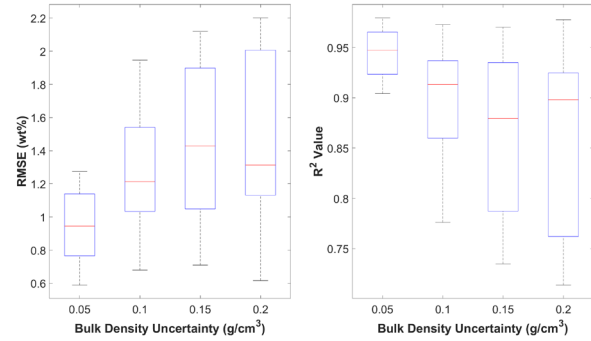 2.2
2
1.8
1.6
1.4
1.2
1
0.8
0.6
RMSE (wt%)
0.05 0.1 0.15 0.2
Bulk Density Uncertainty (g/cm³)
0.95
0.9
0.85
0.8
0.75
R² Value
0.05 0.1 0.15 0.2
Bulk Density Uncertainty (g/cm³)